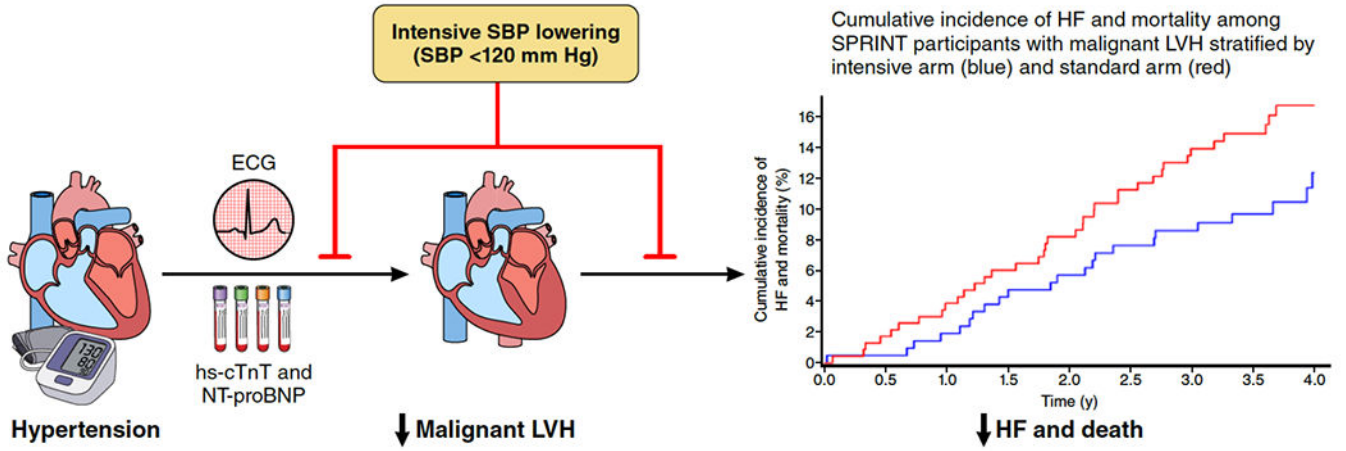 Intensive SBP lowering
(SBP <120 mm Hg)
ECG
hs-cTnT and
NT-proBNP
Hypertension
Malignant LVH
HF and death
Cumulative incidence of HF and mortality among
SPRINT participants with malignant LVH stratified by
intensive arm (blue) and standard arm (red)
Cumulative incidence of
HF and mortality (%)
16
14
12
10
8
6
4
2
0
0.0 0.5 1.0 1.5 2.0 2.5 3.0 3.5 4.0
Time (y)